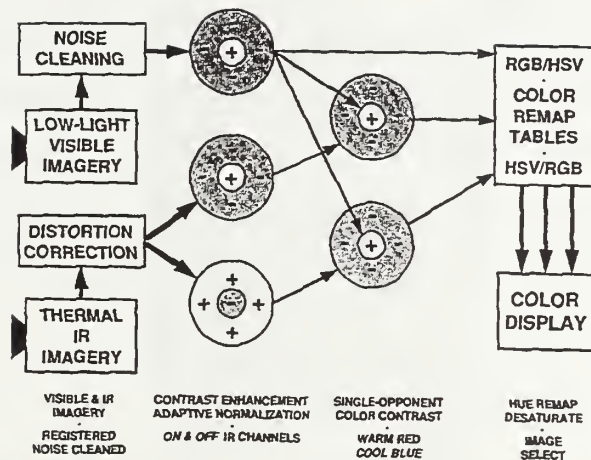 NOISE
CLEANING
LOW-LIGHT
VISIBLE
IMAGERY
DISTORTION
CORRECTION
THERMAL
IR
IMAGERY
+
+
+
+
+ +
+
+
+
RGB/HSV
·
COLOR
REMAP
TABLES
·
HSV/RGB
COLOR
DISPLAY
VISIBLE & IR
IMAGERY
·
REGISTERED
NOISE CLEANED
CONTRAST ENHANCEMENT
ADAPTIVE NORMALIZATION
·
ON & OFF IR CHANNELS
SINGLE-OPPONENT
COLOR CONTRAST
·
WARM RED
COOL BLUE
HUE REMAP
DESATURATE
·
IMAGE
SELECT